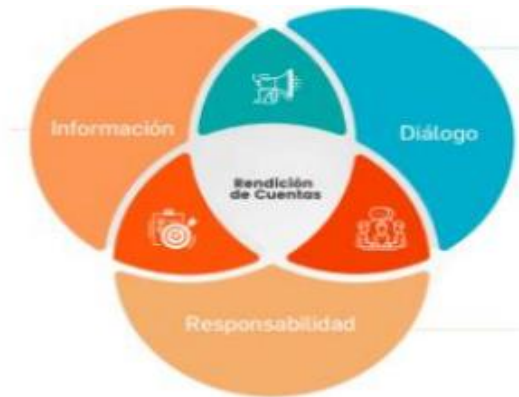 Información
Diálogo
Rendición
de Cuentas
Responsabilidad